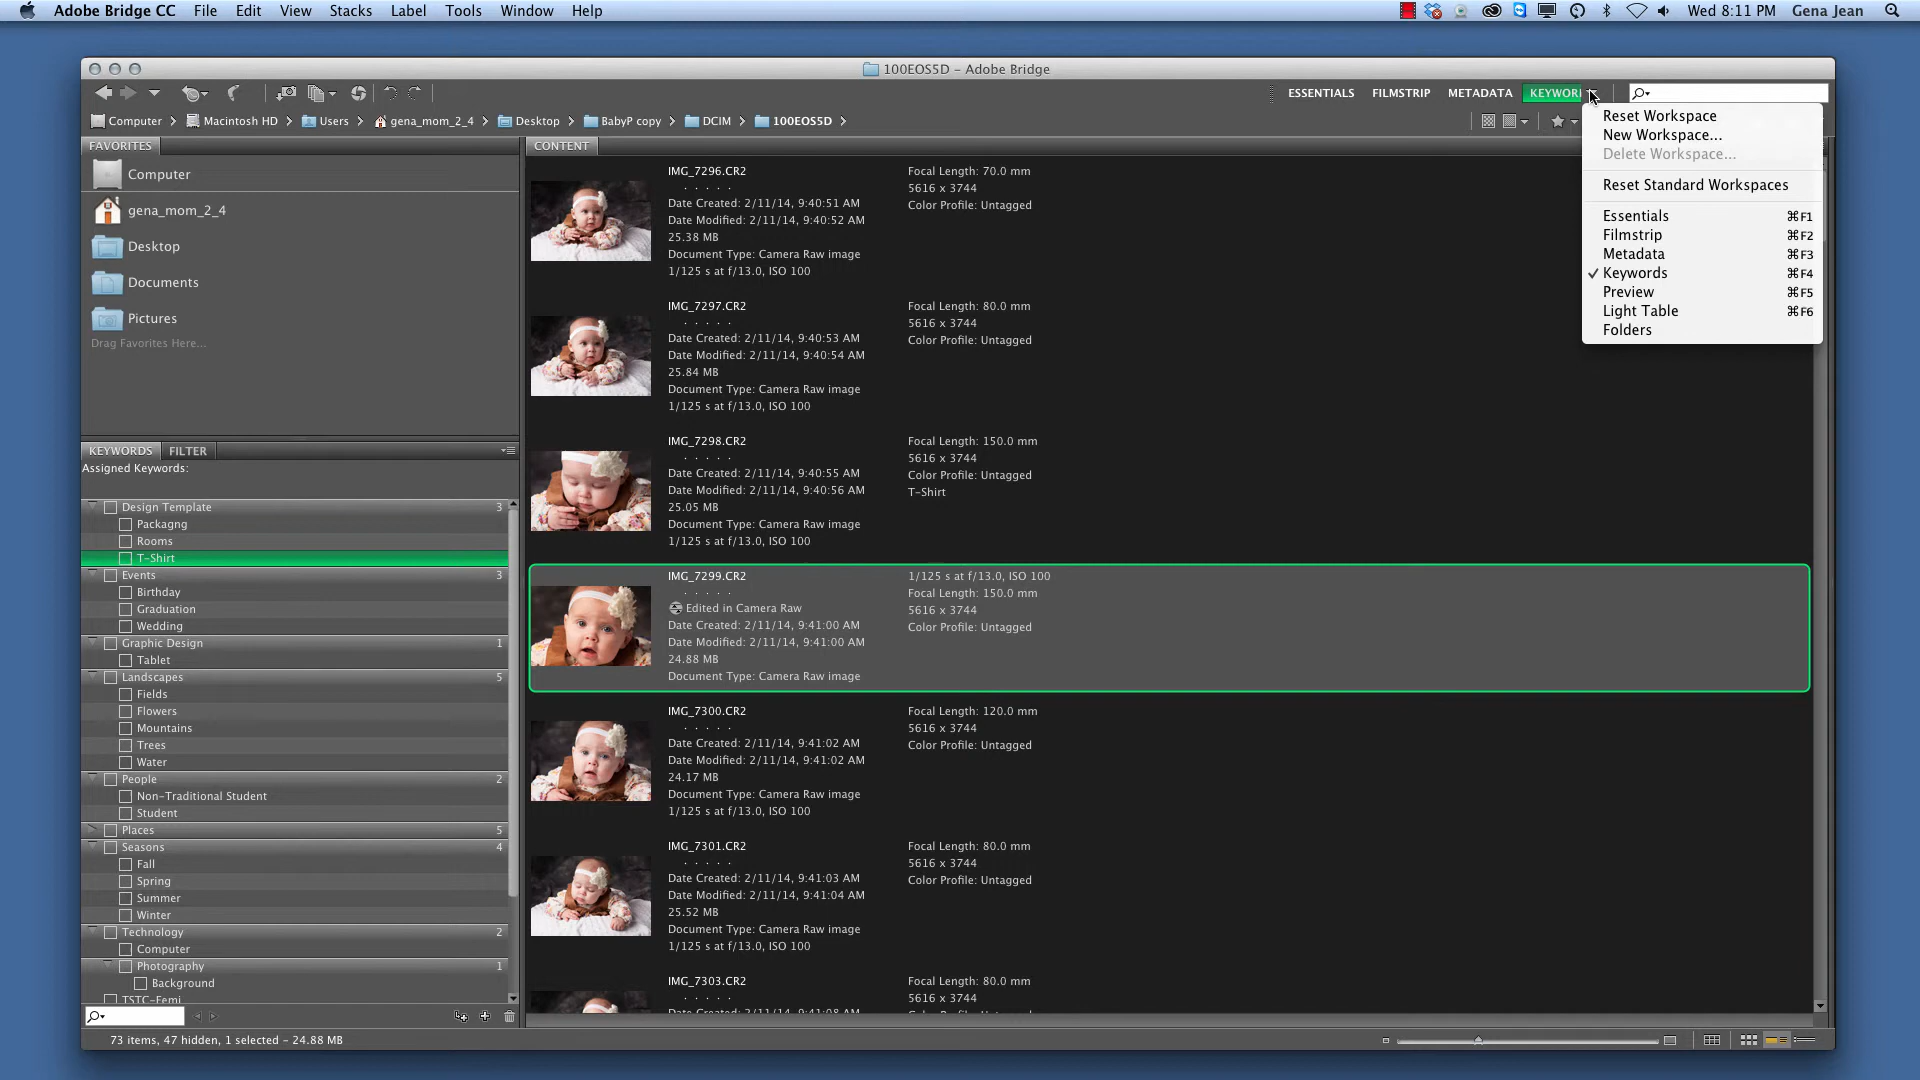 Adobe Bridge CC File Edit View Stacks Label Tools Window Help Wed 8:11 PM Gena Jean
100EOS5D – Adobe Bridge
ESSENTIALS FILMSTRIP METADATA KEYWOR
Computer Macintosh HD Users gena_mom_2_4 Desktop BabyP copy DCIM 100EOS5D
Reset Workspace
New Workspace...
Delete Workspace...
Reset Standard Workspaces
Essentials ⌘F1
Filmstrip ⌘F2
Metadata ⌘F3
✓ Keywords ⌘F4
Preview ⌘F5
Light Table ⌘F6
Folders
FAVORITES
Computer
gena_mom_2_4
Desktop
Documents
Pictures
Drag Favorites Here...
KEYWORDS FILTER
Assigned Keywords:
Design Template 3
Packagng
Rooms
T-Shirt
Events 3
Birthday
Graduation
Wedding
Graphic Design 1
Tablet
Landscapes 5
Fields
Flowers
Mountains
Trees
Water
People 2
Non-Traditional Student
Student
Places 5
Seasons 4
Fall
Spring
Summer
Winter
Technology 2
Computer
Photography 1
Background
TSTC-Femi
CONTENT
IMG_7296.CR2
Date Created: 2/11/14, 9:40:51 AM
Date Modified: 2/11/14, 9:40:52 AM
25.38 MB
Document Type: Camera Raw image
1/125 s at f/13.0, ISO 100
Focal Length: 70.0 mm
5616 x 3744
Color Profile: Untagged
IMG_7297.CR2
Date Created: 2/11/14, 9:40:53 AM
Date Modified: 2/11/14, 9:40:54 AM
25.84 MB
Document Type: Camera Raw image
1/125 s at f/13.0, ISO 100
Focal Length: 80.0 mm
5616 x 3744
Color Profile: Untagged
IMG_7298.CR2
Date Created: 2/11/14, 9:40:55 AM
Date Modified: 2/11/14, 9:40:56 AM
25.05 MB
Document Type: Camera Raw image
1/125 s at f/13.0, ISO 100
Focal Length: 150.0 mm
5616 x 3744
Color Profile: Untagged
T-Shirt
IMG_7299.CR2
Edited in Camera Raw
Date Created: 2/11/14, 9:41:00 AM
Date Modified: 2/11/14, 9:41:00 AM
24.88 MB
Document Type: Camera Raw image
1/125 s at f/13.0, ISO 100
Focal Length: 150.0 mm
5616 x 3744
Color Profile: Untagged
IMG_7300.CR2
Date Created: 2/11/14, 9:41:02 AM
Date Modified: 2/11/14, 9:41:02 AM
24.17 MB
Document Type: Camera Raw image
1/125 s at f/13.0, ISO 100
Focal Length: 120.0 mm
5616 x 3744
Color Profile: Untagged
IMG_7301.CR2
Date Created: 2/11/14, 9:41:03 AM
Date Modified: 2/11/14, 9:41:04 AM
25.52 MB
Document Type: Camera Raw image
1/125 s at f/13.0, ISO 100
Focal Length: 80.0 mm
5616 x 3744
Color Profile: Untagged
IMG_7303.CR2
Date Created: 2/11/14, 9:41:08 AM
Focal Length: 80.0 mm
5616 x 3744
73 items, 47 hidden, 1 selected – 24.88 MB